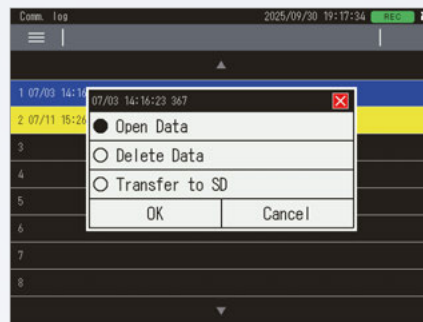 Comm. log 2025/09/30 19:17:34 REC
1 07/03 14:16
07/03 14:16:23 367
2 07/11 15:26
Open Data
3
Delete Data
4
Transfer to SD
5
OK Cancel
6
7
8